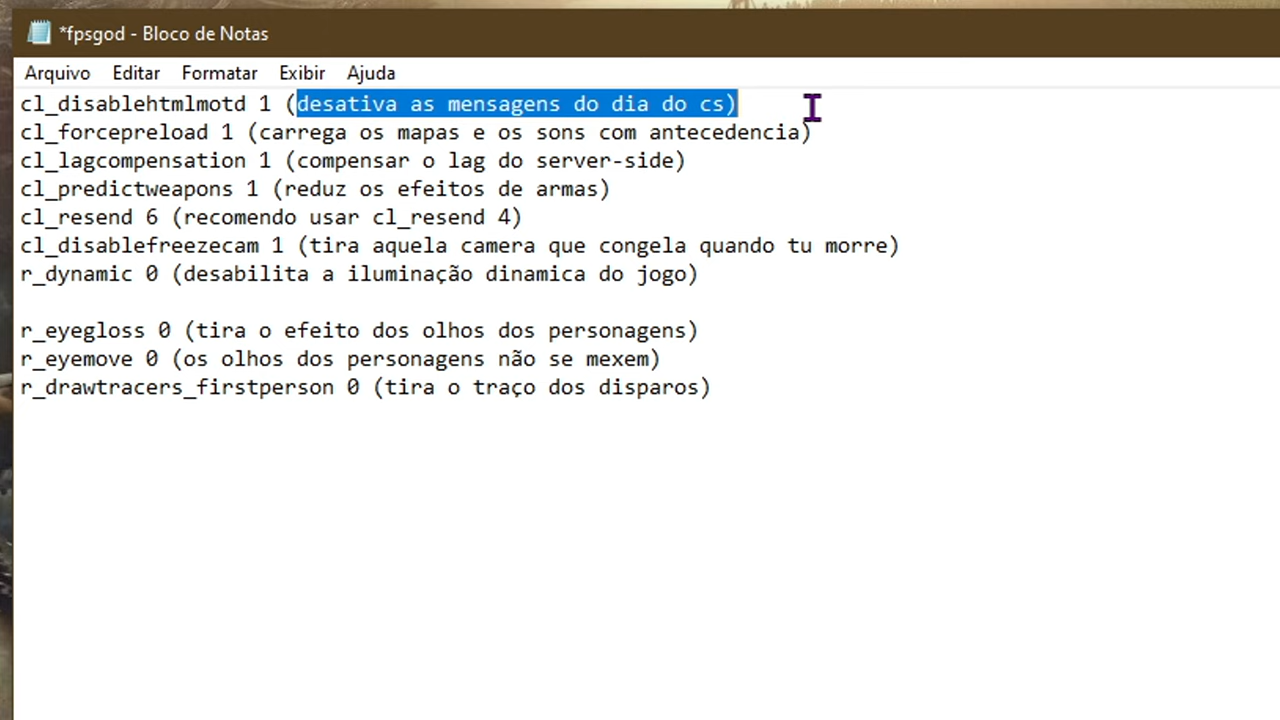 *fpsgod - Bloco de Notas
Arquivo Editar Formatar Exibir Ajuda
cl_disablehtmlmotd 1 (desativa as mensagens do dia do cs)
cl_forcepreload 1 (carrega os mapas e os sons com antecedencia)
cl_lagcompensation 1 (compensar o lag do server-side)
cl_predictweapons 1 (reduz os efeitos de armas)
cl_resend 6 (recomendo usar cl_resend 4)
cl_disablefreezecam 1 (tira aquela camera que congela quando tu morre)
r_dynamic 0 (desabilita a iluminação dinamica do jogo)
r_eyegloss 0 (tira o efeito dos olhos dos personagens)
r_eyemove 0 (os olhos dos personagens não se mexem)
r_drawtracers_firstperson 0 (tira o traço dos disparos)